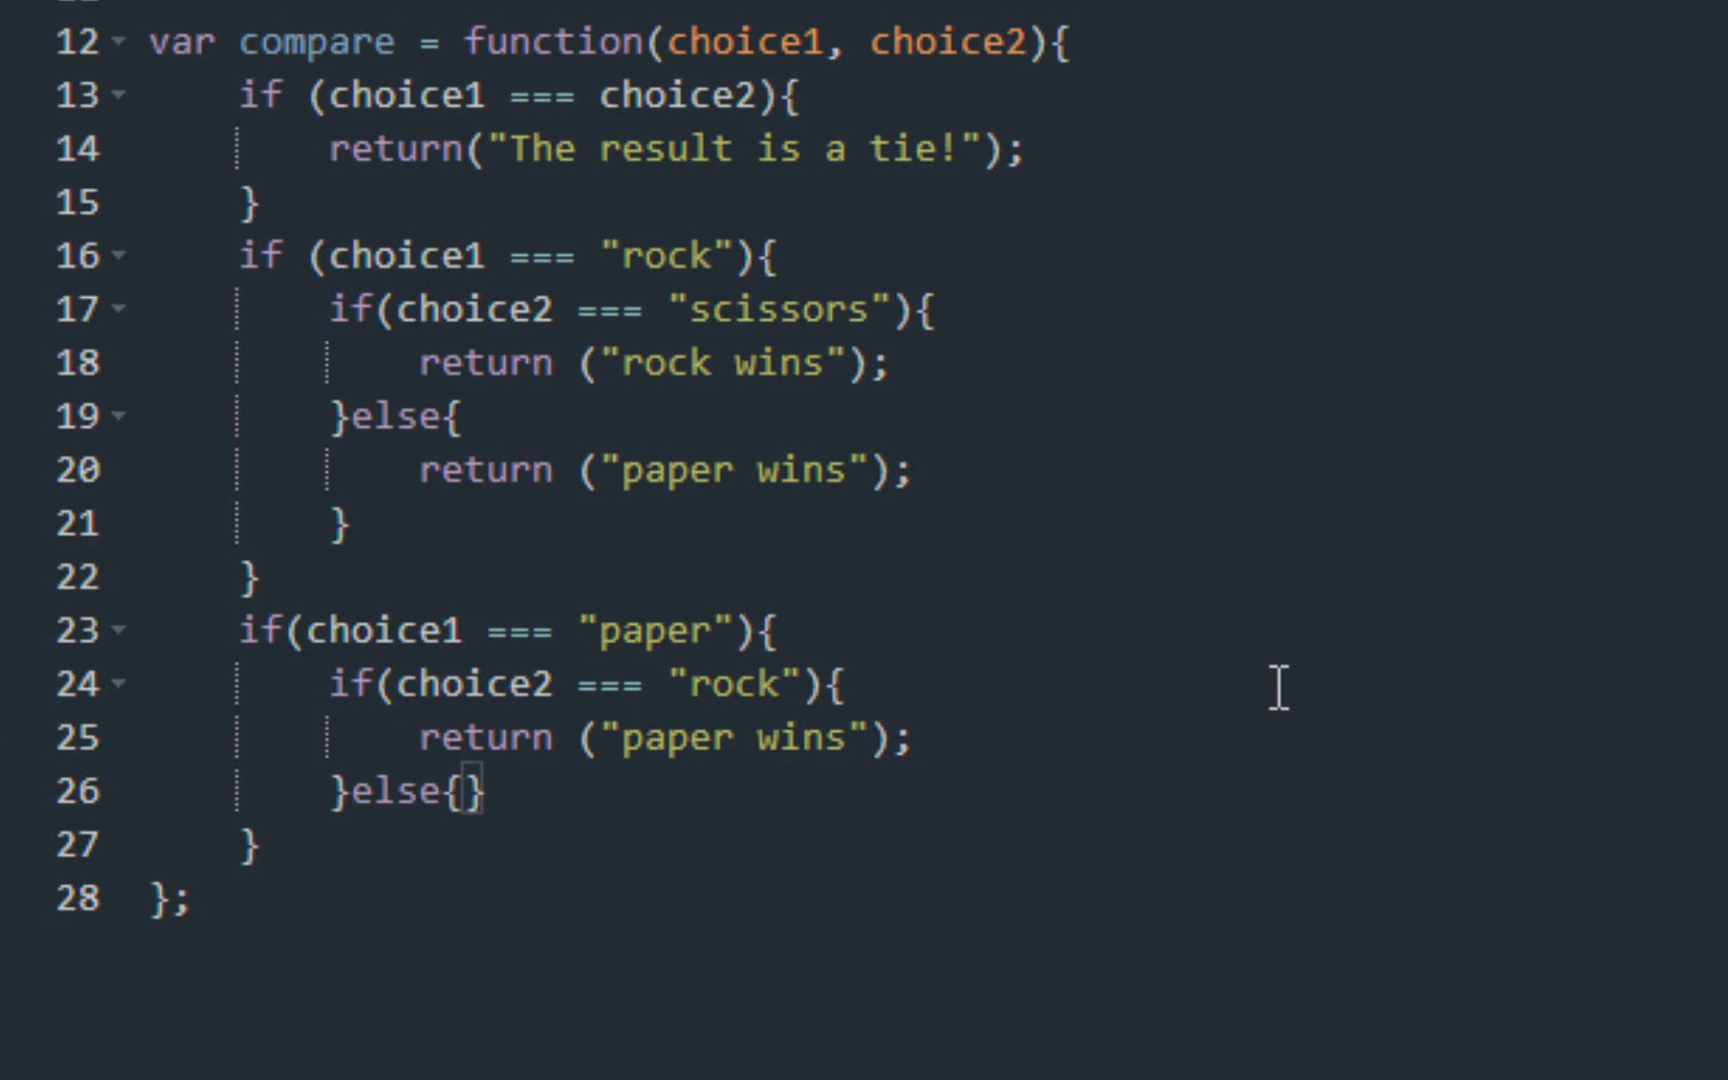 12 var compare = function(choice1, choice2){
13     if (choice1 === choice2){
14         return("The result is a tie!");
15     }
16     if (choice1 === "rock"){
17         if(choice2 === "scissors"){
18             return ("rock wins");
19         }else{
20             return ("paper wins");
21         }
22     }
23     if(choice1 === "paper"){
24         if(choice2 === "rock"){
25             return ("paper wins");
26         }else{}
27     }
28 };